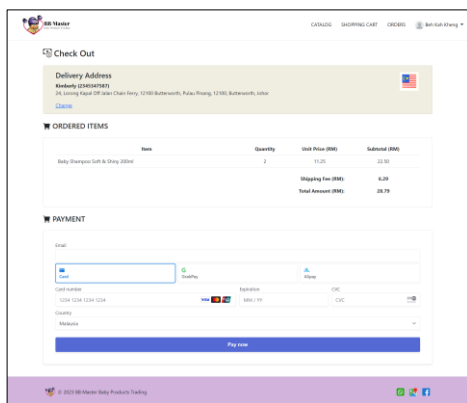 BB Master
CATALOG SHOPPING CART ORDERS Beh Kah Kheng
Check Out
Delivery Address
Kimberly (2345347587)
24, Lorong Kapal Off Jalan Chain Ferry, 12100 Butterworth, Pulau Pinang, 12100, Butterworth, Johor
Change
ORDERED ITEMS
Item Quantity Unit Price (RM) Subtotal (RM)
Baby Shampoo Soft & Shiny 200ml 2 11.25 22.50
Shipping Fee (RM): 6.29
Total Amount (RM): 28.79
PAYMENT
Email
Card GrabPay Alipay
Card number Expiration CVC
1234 1234 1234 1234 VISA MM / YY CVC
Country
Malaysia
Pay now
© 2023 BB Master Baby Products Trading